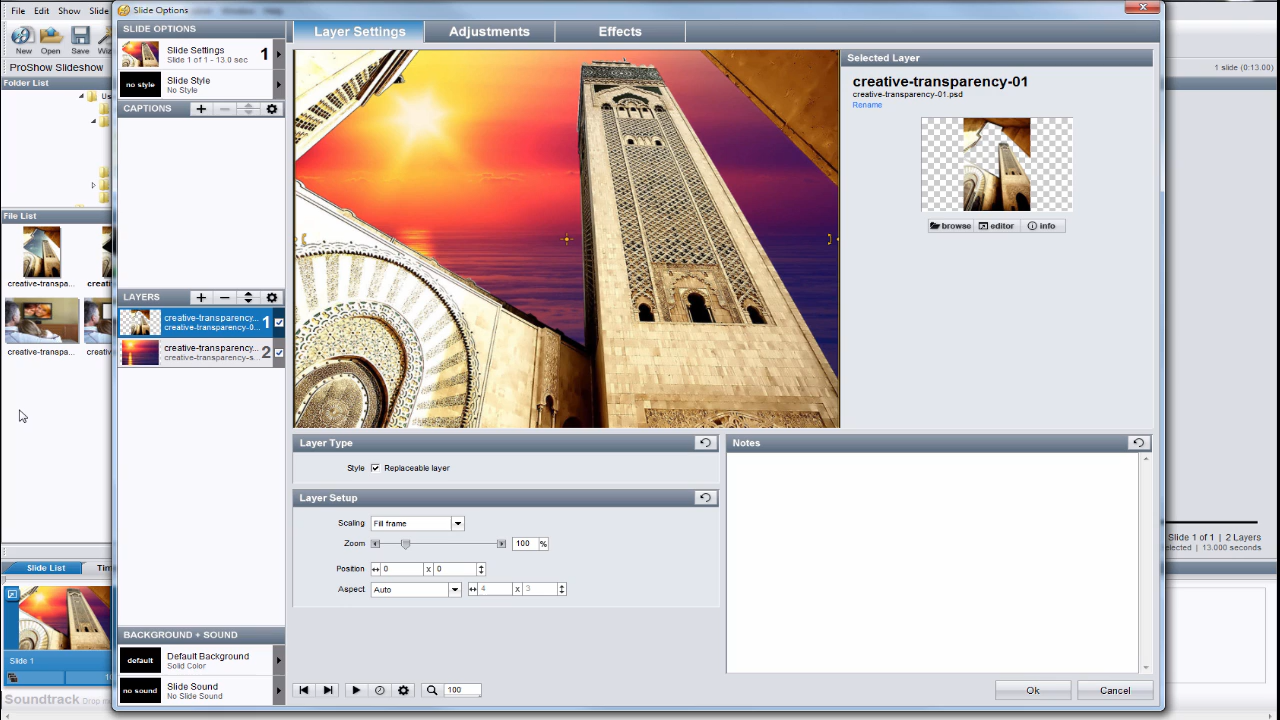 File Edit Show Slide
Slide Options
New Open Save
ProShow Slideshow
1 slide (0:13.00)
Folder List
File List
creative-transpa...
creative-transpa...
SLIDE OPTIONS
Slide Settings
Slide 1 of 1 - 13.0 sec
1
no style
Slide Style
No Style
CAPTIONS
LAYERS
creative-transparency...
creative-transparency-0...
1
creative-transparency...
creative-transparency-s...
2
BACKGROUND + SOUND
default
Default Background
Solid Color
no sound
Slide Sound
No Slide Sound
Layer Settings
Adjustments
Effects
Selected Layer
creative-transparency-01
creative-transparency-01.psd
Rename
browse editor info
Layer Type
Style Replaceable layer
Layer Setup
Scaling Fill frame
Zoom 100 %
Position 0 x 0
Aspect Auto 4 x 3
Notes
100
Ok
Cancel
Slide List
Slide 1
Soundtrack
Slide 1 of 1 | 2 Layers
13.000 seconds